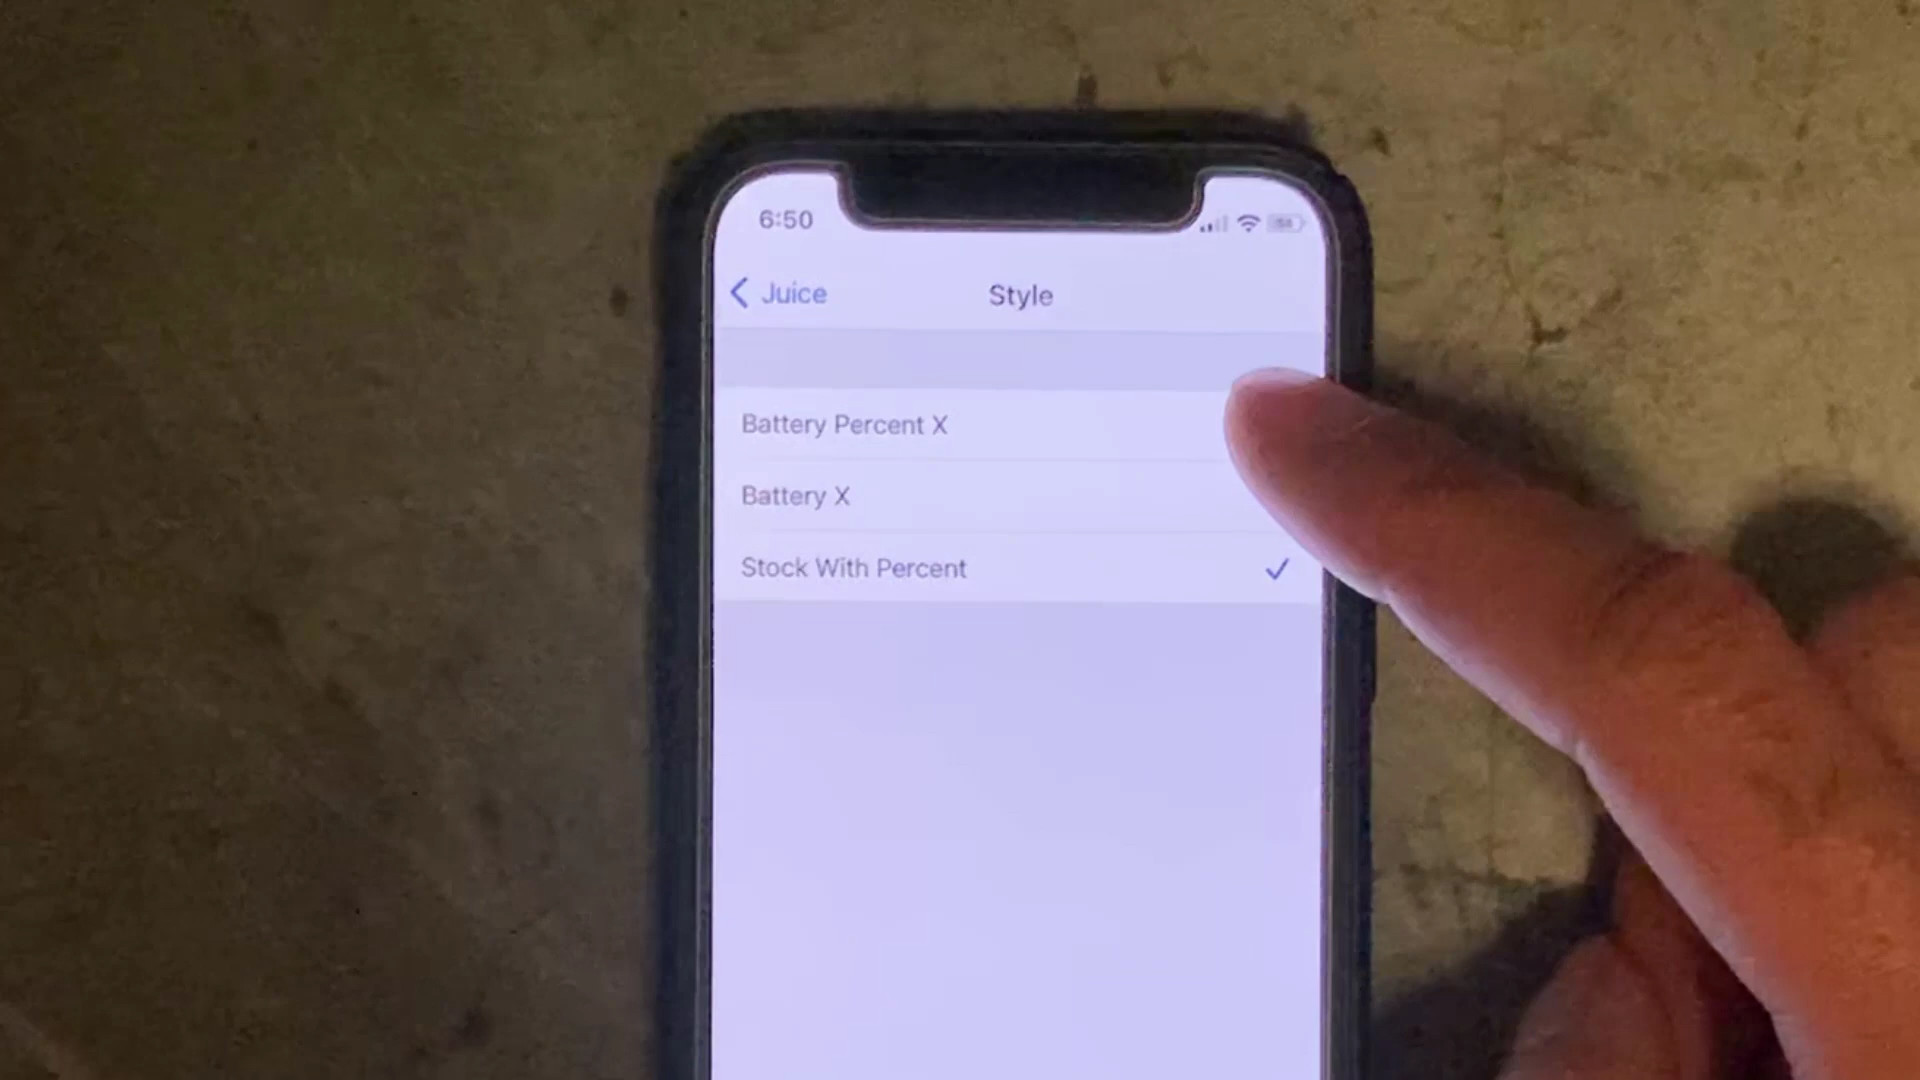 6:50
Juice
Style
Battery Percent X
Battery X
Stock With Percent